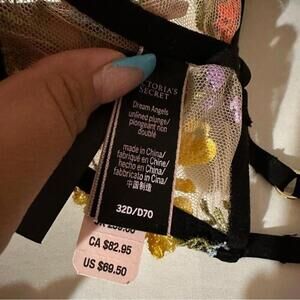 VICTORIA'S
SECRET
Dream Angels
unlined plunge/
plongeant non
doublé
made in China/
fabriqué en Chine/
hecho en China/
fabbricato in Cina/
中国制造
32D/D70
CA $82.95
US $69.50